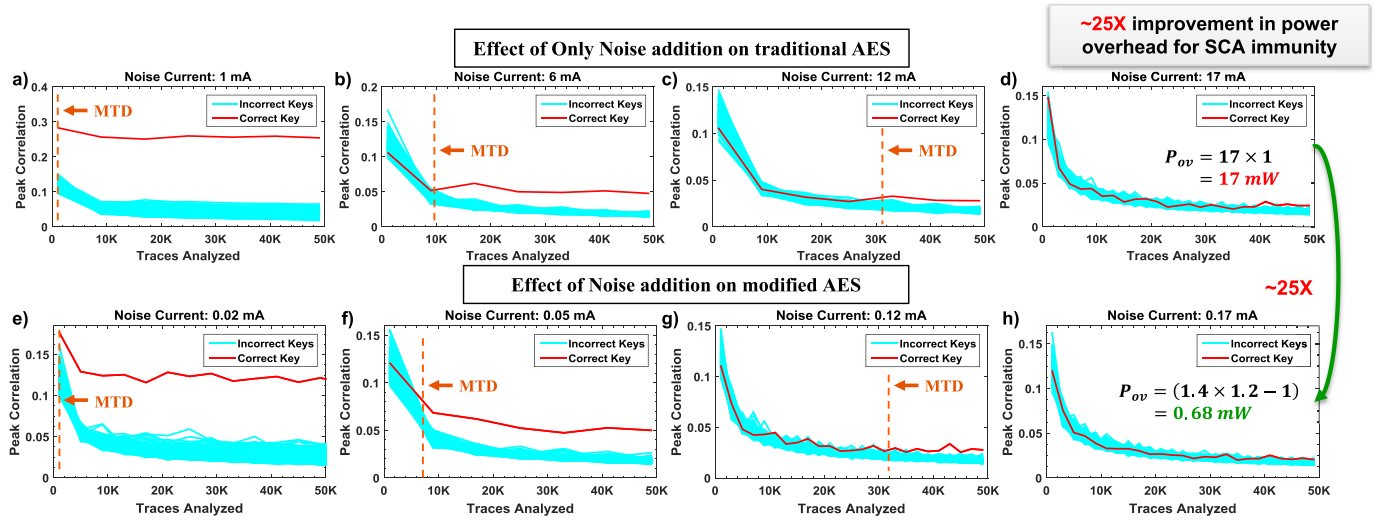 Effect of Only Noise addition on traditional AES
~25X improvement in power
overhead for SCA immunity
a)
Noise Current: 1 mA
Peak Correlation
0.4
0.3
0.2
0.1
0
MTD
Incorrect Keys
Correct Key
0 10K 20K 30K 40K 50K
Traces Analyzed
b)
Noise Current: 6 mA
Peak Correlation
0.2
0.15
0.1
0.05
0
MTD
Incorrect Keys
Correct Key
0 10K 20K 30K 40K 50K
Traces Analyzed
c)
Noise Current: 12 mA
Peak Correlation
0.15
0.1
0.05
0
MTD
Incorrect Keys
Correct Key
0 10K 20K 30K 40K 50K
Traces Analyzed
d)
Noise Current: 17 mA
Peak Correlation
0.15
0.1
0.05
0
Incorrect Keys
Correct Key
P_ov = 17 × 1
= 17 mW
0 10K 20K 30K 40K 50K
Traces Analyzed
~25X
Effect of Noise addition on modified AES
e)
Noise Current: 0.02 mA
Peak Correlation
0.15
0.1
0.05
0
MTD
Incorrect Keys
Correct Key
0 10K 20K 30K 40K 50K
Traces Analyzed
f)
Noise Current: 0.05 mA
Peak Correlation
0.15
0.1
0.05
0
MTD
Incorrect Keys
Correct Key
0 10K 20K 30K 40K 50K
Traces Analyzed
g)
Noise Current: 0.12 mA
Peak Correlation
0.15
0.1
0.05
0
MTD
Incorrect Keys
Correct Key
0 10K 20K 30K 40K 50K
Traces Analyzed
h)
Noise Current: 0.17 mA
Peak Correlation
0.15
0.1
0.05
0
Incorrect Keys
Correct Key
P_ov = (1.4 × 1.2 − 1)
= 0.68 mW
0 10K 20K 30K 40K 50K
Traces Analyzed